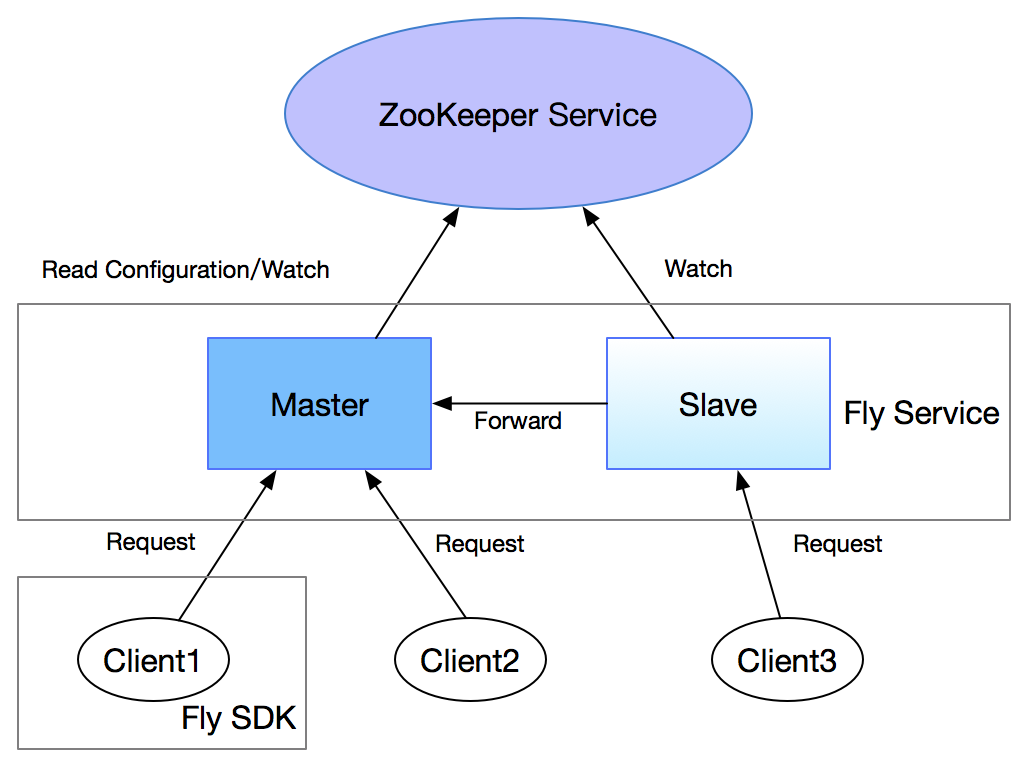 ZooKeeper Service
Read Configuration/Watch
Watch
Master
Forward
Slave
Fly Service
Request
Request
Request
Client1
Client2
Client3
Fly SDK